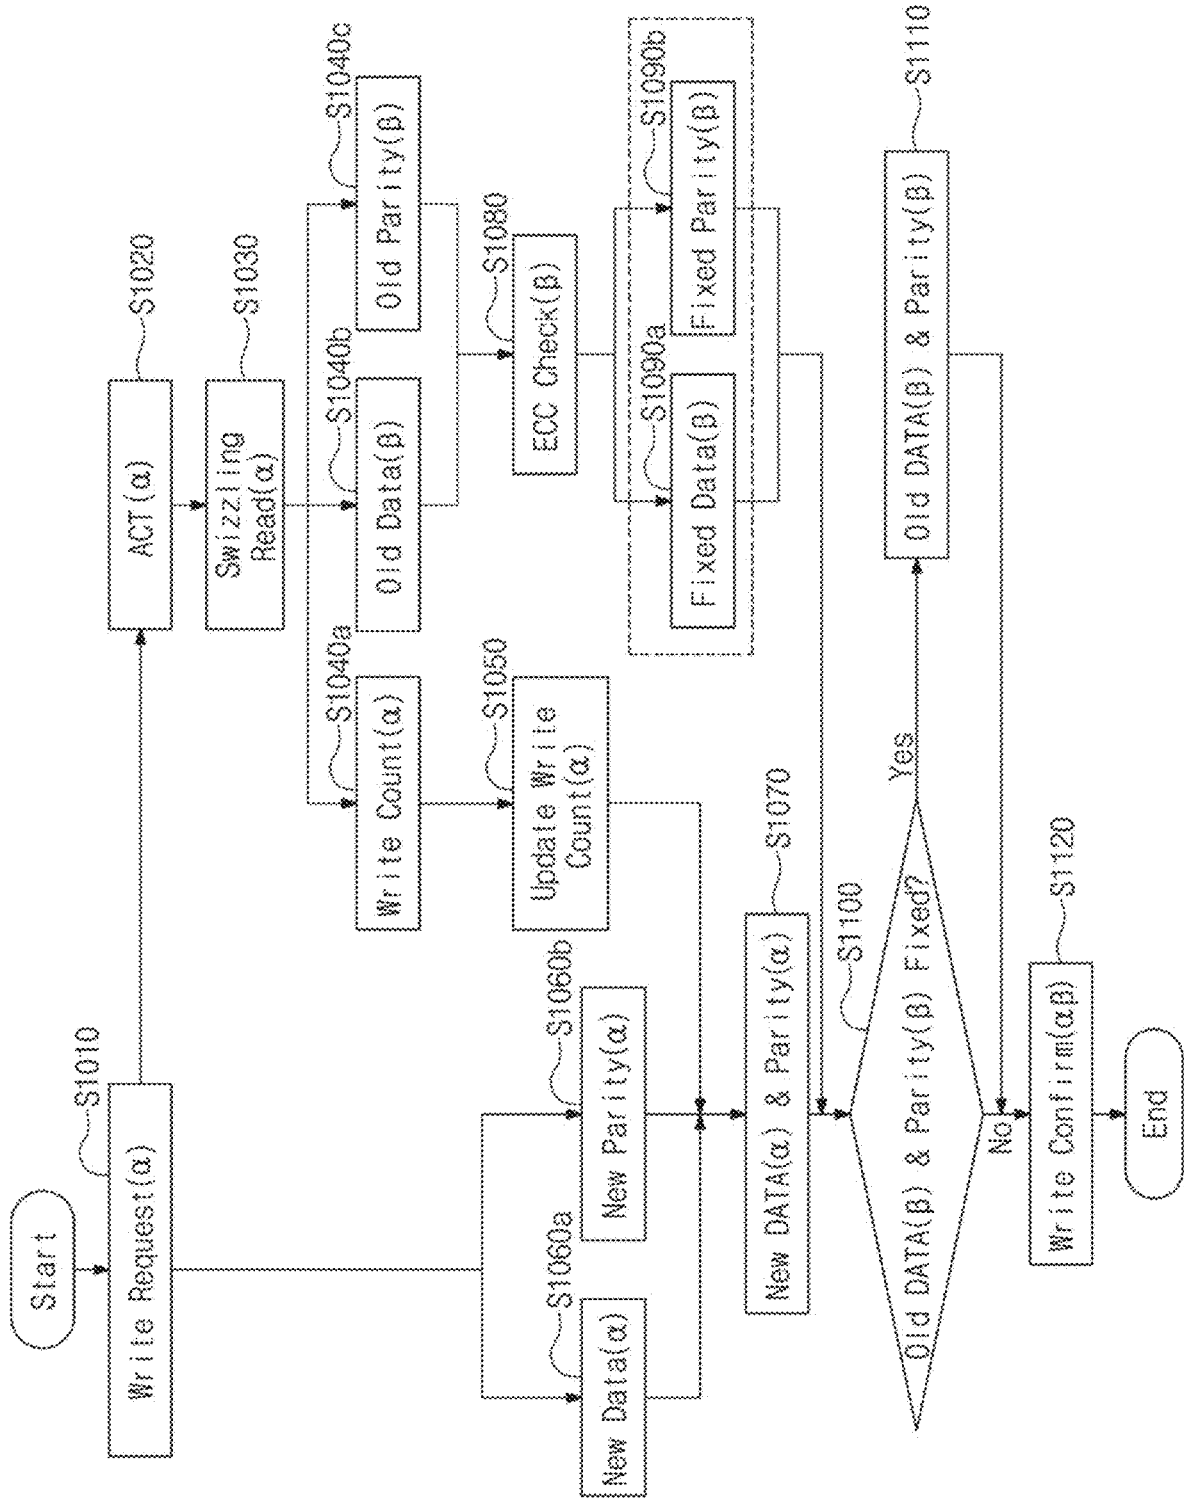 Start
S1010
Write Request(α)
S1020
ACT(α)
S1030
Swizzling
Read(α)
S1040a
Write Count(α)
S1040b
Old Data(β)
S1040c
Old Parity(β)
S1050
Update Write
Count(α)
S1060a
New Data(α)
S1060b
New Parity(α)
S1080
ECC Check(β)
S1090a
Fixed Data(β)
S1090b
Fixed Parity(β)
S1070
New DATA(α) & Parity(α)
S1100
Old DATA(β) & Parity(β) Fixed?
Yes
No
S1110
Old DATA(β) & Parity(β)
S1120
Write Confirm(αβ)
End